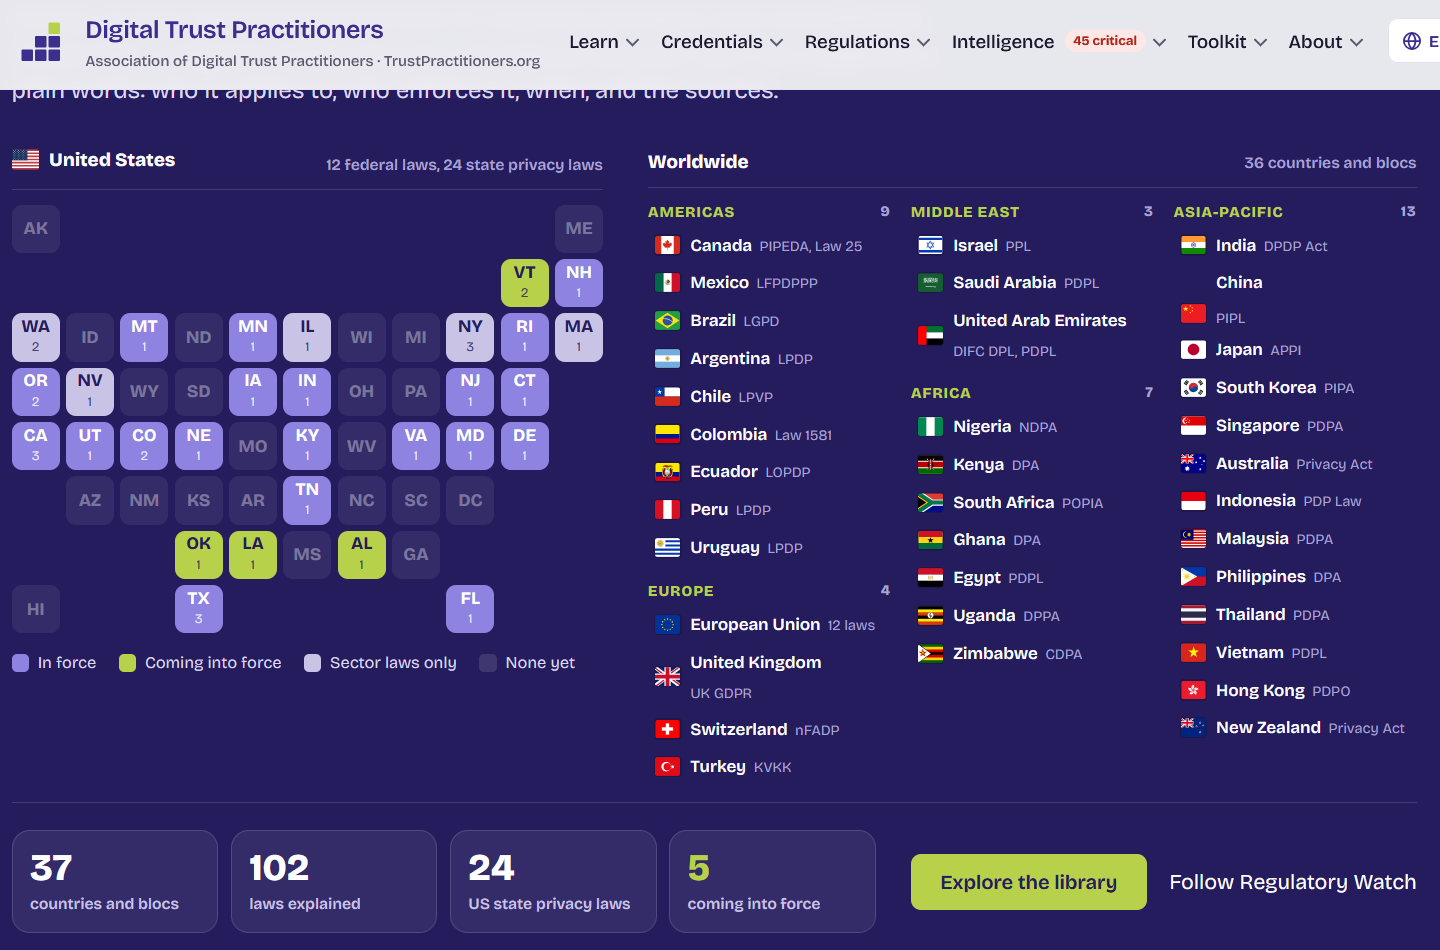 Digital Trust Practitioners
Association of Digital Trust Practitioners · TrustPractitioners.org
Learn
Credentials
Regulations
Intelligence
45 critical
Toolkit
About
E
plain words: who it applies to, who enforces it, when, and the sources.
United States
12 federal laws, 24 state privacy laws
AK
ME
VT
2
NH
1
WA
2
ID
MT
1
ND
MN
1
IL
1
WI
MI
NY
3
RI
1
MA
1
OR
2
NV
1
WY
SD
IA
1
IN
1
OH
PA
NJ
1
CT
1
CA
3
UT
1
CO
2
NE
1
MO
KY
1
WV
VA
1
MD
1
DE
1
AZ
NM
KS
AR
TN
1
NC
SC
DC
OK
1
LA
1
MS
AL
1
GA
HI
TX
3
FL
1
In force
Coming into force
Sector laws only
None yet
Worldwide
36 countries and blocs
AMERICAS 9
Canada PIPEDA, Law 25
Mexico LFPDPPP
Brazil LGPD
Argentina LPDP
Chile LPVP
Colombia Law 1581
Ecuador LOPDP
Peru LPDP
Uruguay LPDP
EUROPE 4
European Union 12 laws
United Kingdom
UK GDPR
Switzerland nFADP
Turkey KVKK
MIDDLE EAST 3
Israel PPL
Saudi Arabia PDPL
United Arab Emirates
DIFC DPL, PDPL
AFRICA 7
Nigeria NDPA
Kenya DPA
South Africa POPIA
Ghana DPA
Egypt PDPL
Uganda DPPA
Zimbabwe CDPA
ASIA-PACIFIC 13
India DPDP Act
China
PIPL
Japan APPI
South Korea PIPA
Singapore PDPA
Australia Privacy Act
Indonesia PDP Law
Malaysia PDPA
Philippines DPA
Thailand PDPA
Vietnam PDPL
Hong Kong PDPO
New Zealand Privacy Act
37
countries and blocs
102
laws explained
24
US state privacy laws
5
coming into force
Explore the library
Follow Regulatory Watch